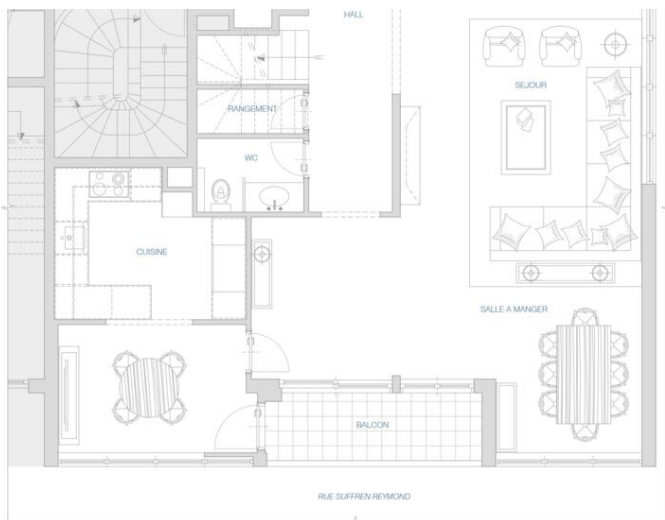 HALL
SEJOUR
RANGEMENT
WC
CUISINE
SALLE A MANGER
BALCON
RUE SUFFREN REYMOND